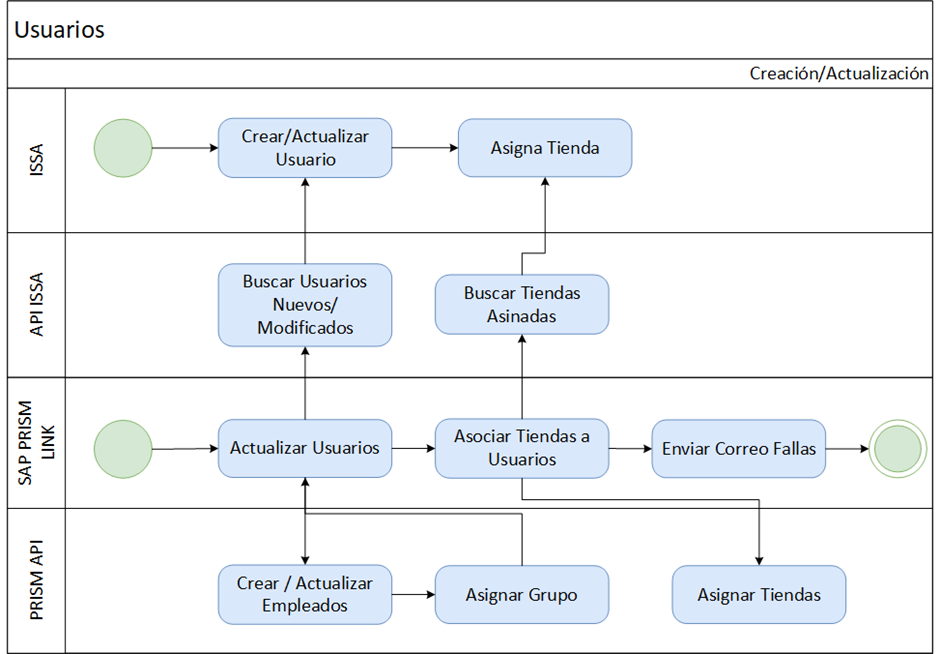 Usuarios
Creación/Actualización
ISSA
Crear/Actualizar
Usuario
Asigna Tienda
API ISSA
Buscar Usuarios
Nuevos/
Modificados
Buscar Tiendas
Asinadas
SAP PRISM
LINK
Actualizar Usuarios
Asociar Tiendas a
Usuarios
Enviar Correo Fallas
PRISM API
Crear / Actualizar
Empleados
Asignar Grupo
Asignar Tiendas